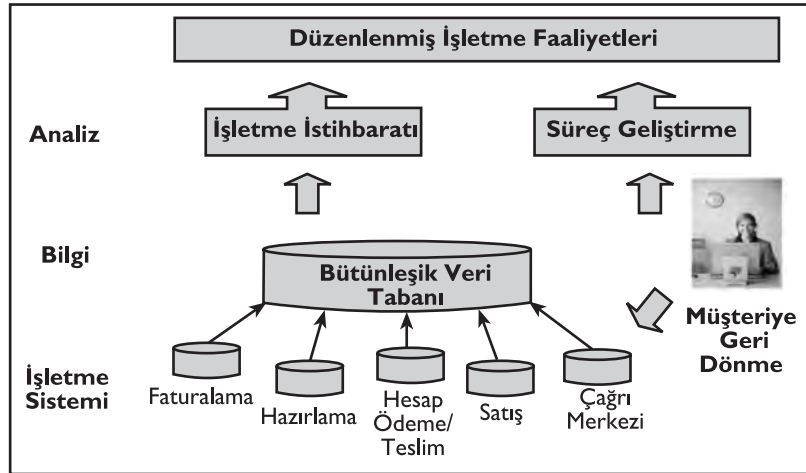 Düzenlenmiş İşletme Faaliyetleri
Analiz
İşletme İstihbaratı
Süreç Geliştirme
Bilgi
Bütünleşik Veri
Tabanı
Müşteriye
Geri
Dönme
İşletme
Sistemi
Faturalama
Hazırlama
Hesap
Ödeme/
Teslim
Satış
Çağrı
Merkezi